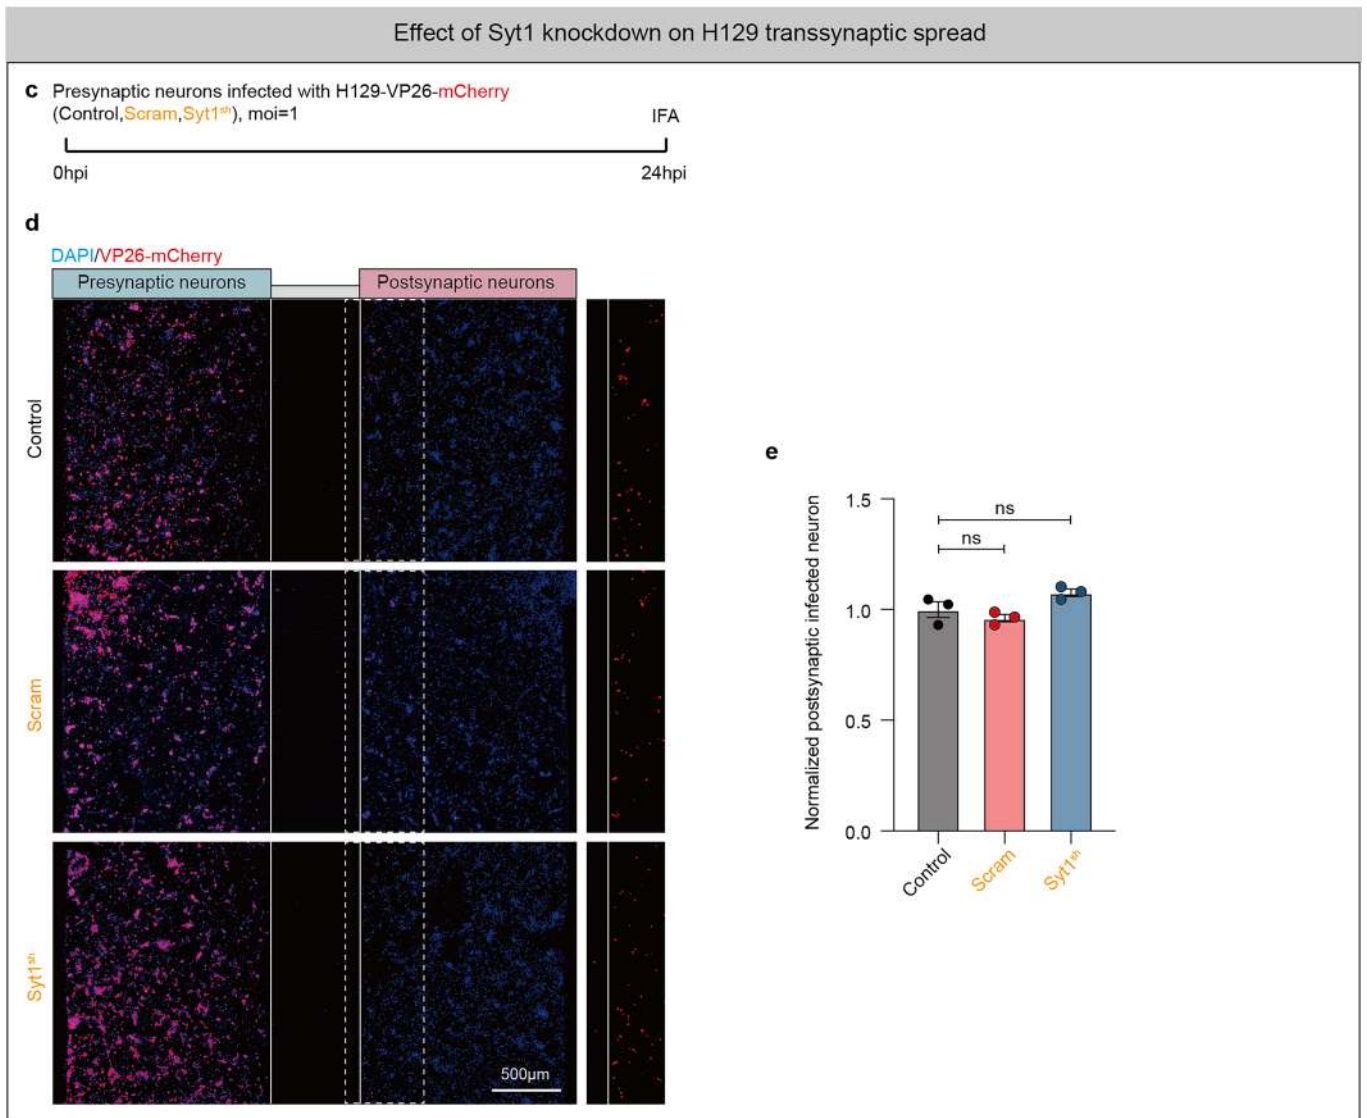 Effect of Syt1 knockdown on H129 transsynaptic spread
c Presynaptic neurons infected with H129-VP26-mCherry
(Control,Scram,Syt1ˢʰ), moi=1
IFA
0hpi
24hpi
d
DAPI/VP26-mCherry
Presynaptic neurons
Postsynaptic neurons
Control
Scram
Syt1ˢʰ
500μm
e
Normalized postsynaptic infected neuron
1.5
1.0
0.5
0.0
ns
ns
Control
Scram
Syt1ˢʰ